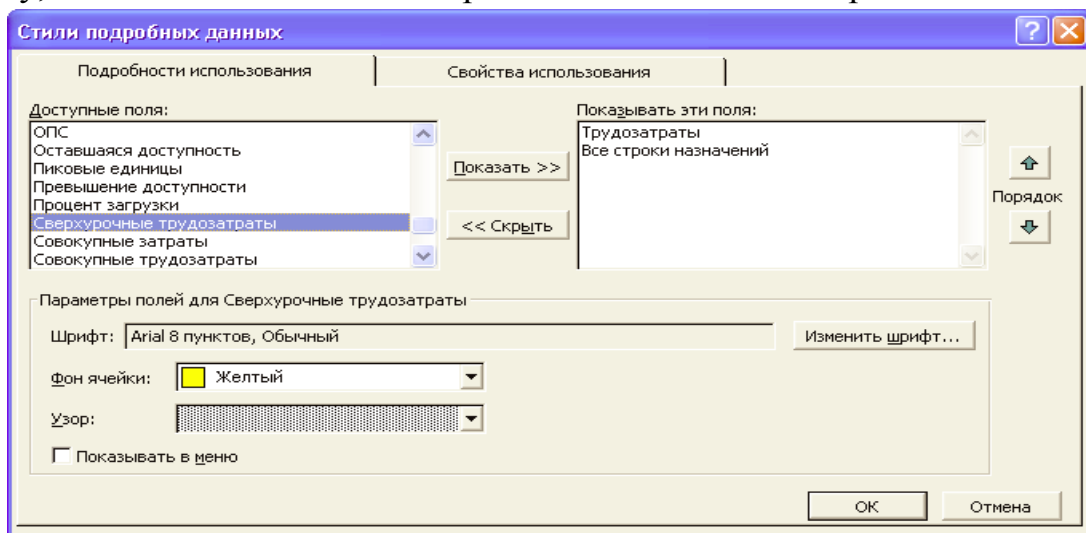 Стили подробных данных
Подробности использования
Свойства использования
Доступные поля:
ОПС
Оставшаяся доступность
Пиковые единицы
Превышение доступности
Процент загрузки
Сверхурочные трудозатраты
Совокупные затраты
Совокупные трудозатраты
Показать >>
<< Скрыть
Показывать эти поля:
Трудозатраты
Все строки назначений
Порядок
Параметры полей для Сверхурочные трудозатраты
Шрифт: Arial 8 пунктов, Обычный
Изменить шрифт...
Фон ячейки: Желтый
Узор:
Показывать в меню
ОК Отмена